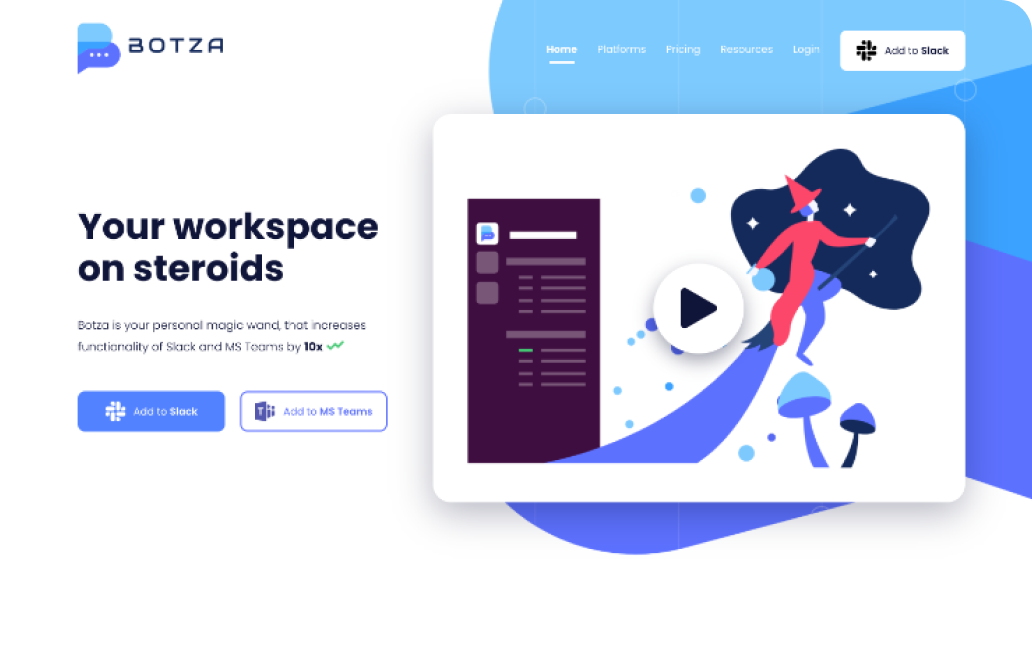 BOTZA
Home Platforms Pricing Resources Login Add to Slack
Your workspace
on steroids
Botza is your personal magic wand, that increases
functionality of Slack and MS Teams by 10x
Add to Slack Add to MS Teams